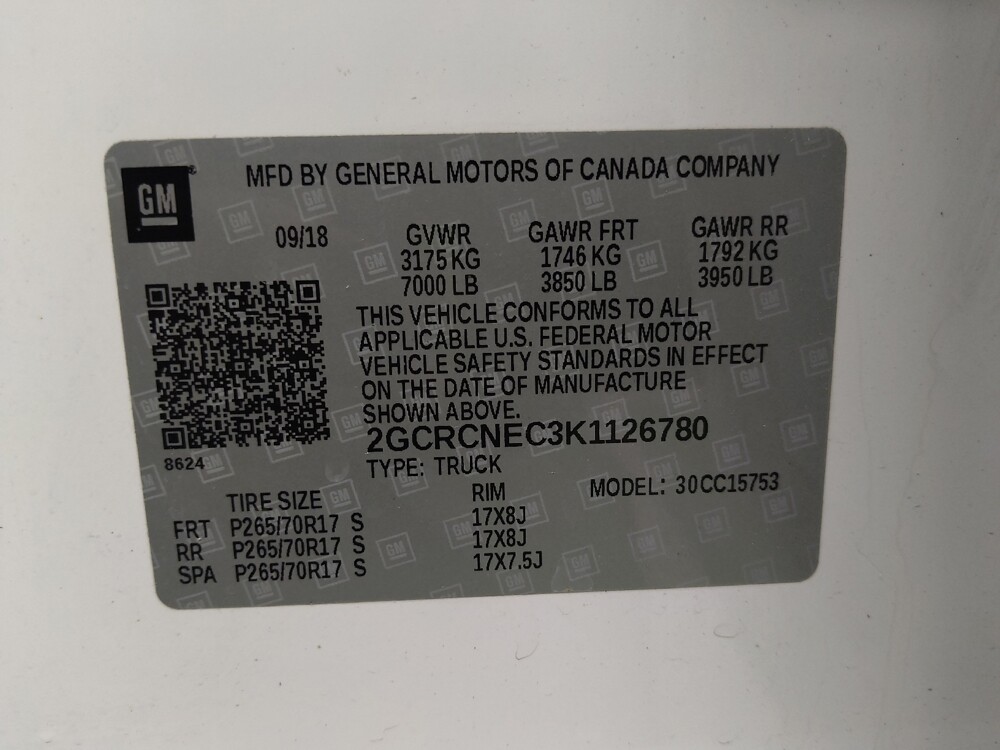 GM
MFD BY GENERAL MOTORS OF CANADA COMPANY
09/18 GVWR GAWR FRT GAWR RR
3175 KG 1746 KG 1792 KG
7000 LB 3850 LB 3950 LB
THIS VEHICLE CONFORMS TO ALL
APPLICABLE U.S. FEDERAL MOTOR
VEHICLE SAFETY STANDARDS IN EFFECT
ON THE DATE OF MANUFACTURE
SHOWN ABOVE.
2GCRCNEC3K1126780
8624
TYPE: TRUCK
TIRE SIZE RIM MODEL: 30CC15753
FRT P265/70R17 S 17X8J
RR P265/70R17 S 17X8J
SPA P265/70R17 S 17X7.5J